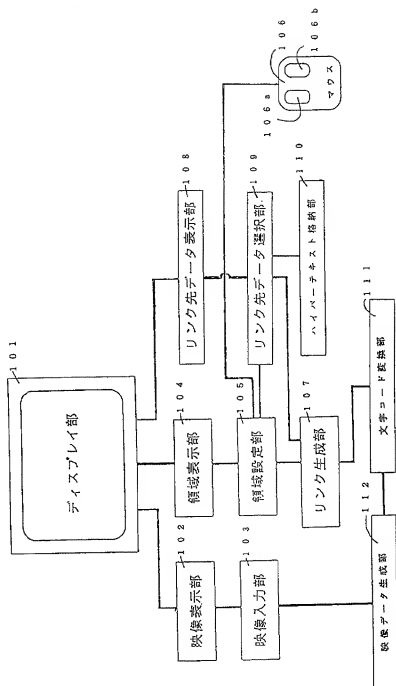 101
ディスプレイ部
102
映像表示部
103
映像入力部
104
領域表示部
105
領域設定部
107
リンク生成部
108
リンク先データ表示部
109
リンク先データ選択部
110
ハイパーテキスト格納部
106a
106
106b
マウス
112
映像データ生成部
111
文字コード変換部